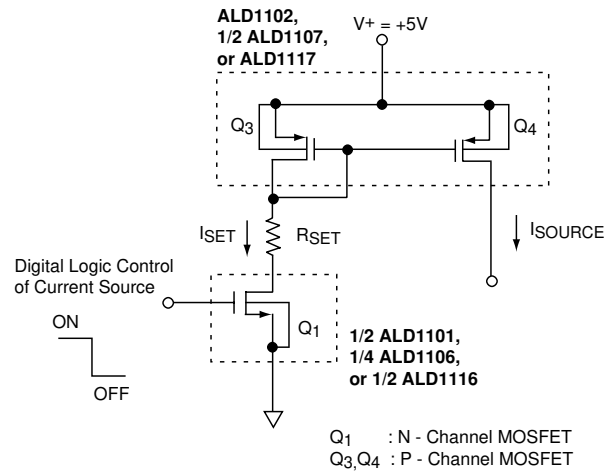 ALD1102,
1/2 ALD1107,
or ALD1117
V+ = +5V
Q3
Q4
ISET
RSET
ISOURCE
Digital Logic Control
of Current Source
ON
OFF
Q1
1/2 ALD1101,
1/4 ALD1106,
or 1/2 ALD1116
Q1 : N - Channel MOSFET
Q3,Q4 : P - Channel MOSFET